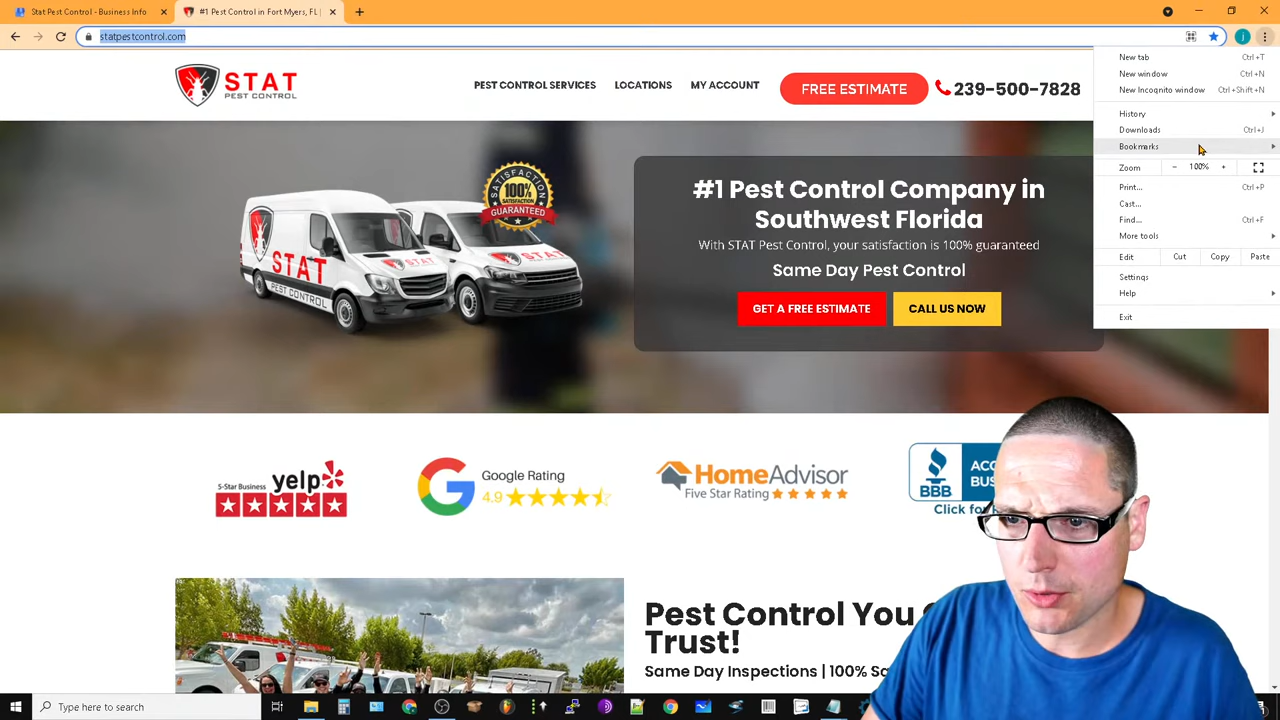 Stat Pest Control - Business Info
#1 Pest Control in Fort Myers, FL |
statpestcontrol.com
STAT
PEST CONTROL
PEST CONTROL SERVICES
LOCATIONS
MY ACCOUNT
FREE ESTIMATE
239-500-7828
New tab Ctrl+T
New window Ctrl+N
New Incognito window Ctrl+Shift+N
History
Downloads Ctrl+J
Bookmarks
Zoom - 100% +
Print... Ctrl+P
Cast...
Find... Ctrl+F
More tools
Edit Cut Copy Paste
Settings
Help
Exit
SATISFACTION
100%
GUARANTEED
STAT
PEST CONTROL
STAT
#1 Pest Control Company in
Southwest Florida
With STAT Pest Control, your satisfaction is 100% guaranteed
Same Day Pest Control
GET A FREE ESTIMATE
CALL US NOW
5-Star Business
yelp
Google Rating
4.9
HomeAdvisor
Five Star Rating
BBB
ACC
BUS
Click for
Pest Control You
Trust!
Same Day Inspections | 100% Sa
Type here to search